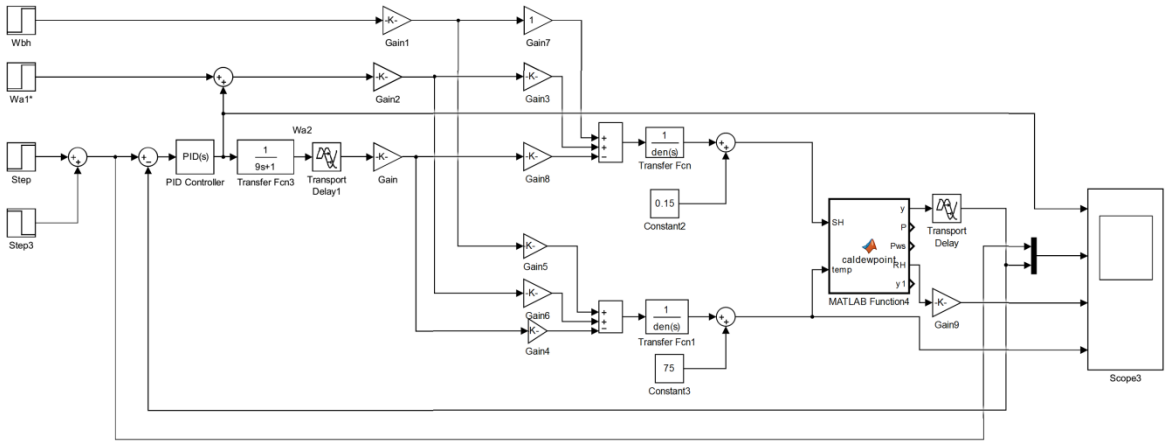 -K-
1
Wbh
Gain1
Gain7
+
+
-K-
-K-
Wa1*
Gain2
Gain3
Wa2
+
+
−
1
den(s)
+
+
Transfer Fcn
+
+
+
−
PID(s)
PID Controller
1
9s+1
Transfer Fcn3
Transport
Delay1
-K-
Gain
-K-
Gain8
Step
Step3
0.15
Constant2
SH
temp
caldewpoint
y
P
Pws
RH
y1
MATLAB Function4
Transport
Delay
K-
Gain5
-K-
Gain6
K-
Gain4
+
+
−
1
den(s)
Transfer Fcn1
+
+
75
Constant3
-K-
Gain9
Scope3